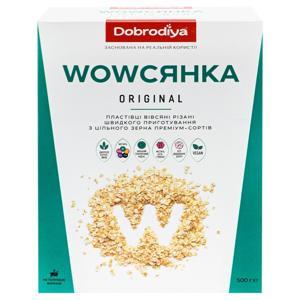 Dobrodiya
ЗАСНОВАНА НА РЕАЛЬНІЙ КОРИСТІ
WOWСЯНКА
ORIGINAL
ПЛАСТІВЦІ ВІВСЯНІ РІЗАНІ
ШВИДКОГО ПРИГОТУВАННЯ
З ЦІЛЬНОГО ЗЕРНА ПРЕМІУМ-СОРТІВ
VEGAN
W
500 г ℮